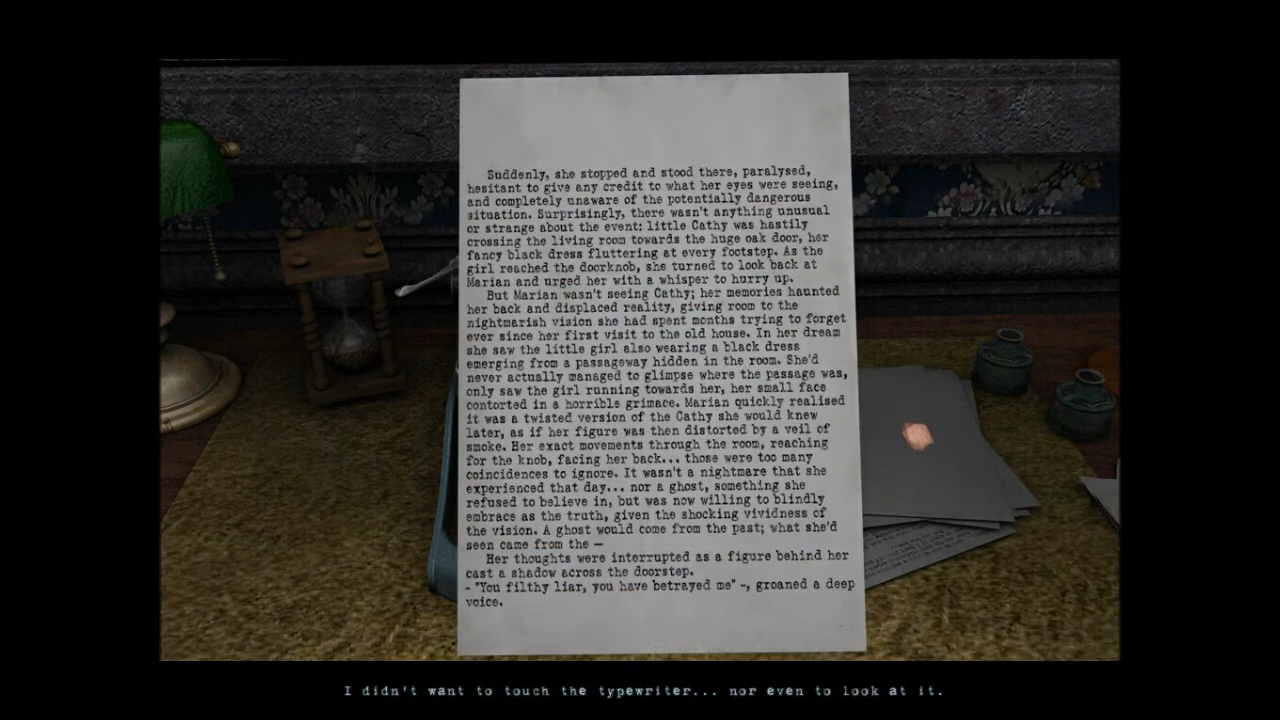 Suddenly, she stopped and stood there, paralysed,
hesitant to give any credit to what her eyes were seeing,
and completely unaware of the potentially dangerous
situation. Surprisingly, there wasn't anything unusual
or strange about the event: little Cathy was hastily
crossing the living room towards the huge oak door, her
fancy black dress fluttering at every footstep. As the
girl reached the doorknob, she turned to look back at
Marian and urged her with a whisper to hurry up.
But Marian wasn't seeing Cathy; her memories haunted
her back and displaced reality, giving room to the
nightmarish vision she had spent months trying to forget
ever since her first visit to the old house. In her dream
she saw the little girl also wearing a black dress
emerging from a passageway hidden in the room. She'd
never actually managed to glimpse where the passage was,
only saw the girl running towards her, her small face
contorted in a horrible grimace. Marian quickly realised
it was a twisted version of the Cathy she would knew
later, as if her figure was then distorted by a veil of
smoke. Her exact movements through the room, reaching
for the knob, facing her back... those were too many
coincidences to ignore. It wasn't a nightmare that she
experienced that day... nor a ghost, something she
refused to believe in, but was now willing to blindly
embrace as the truth, given the shocking vividness of
the vision. A ghost would come from the past; what she'd
seen came from the —
Her thoughts were interrupted as a figure behind her
cast a shadow across the doorstep.
- "You filthy liar, you have betrayed me" -, groaned a deep
voice.
I didn't want to touch the typewriter... nor even to look at it.